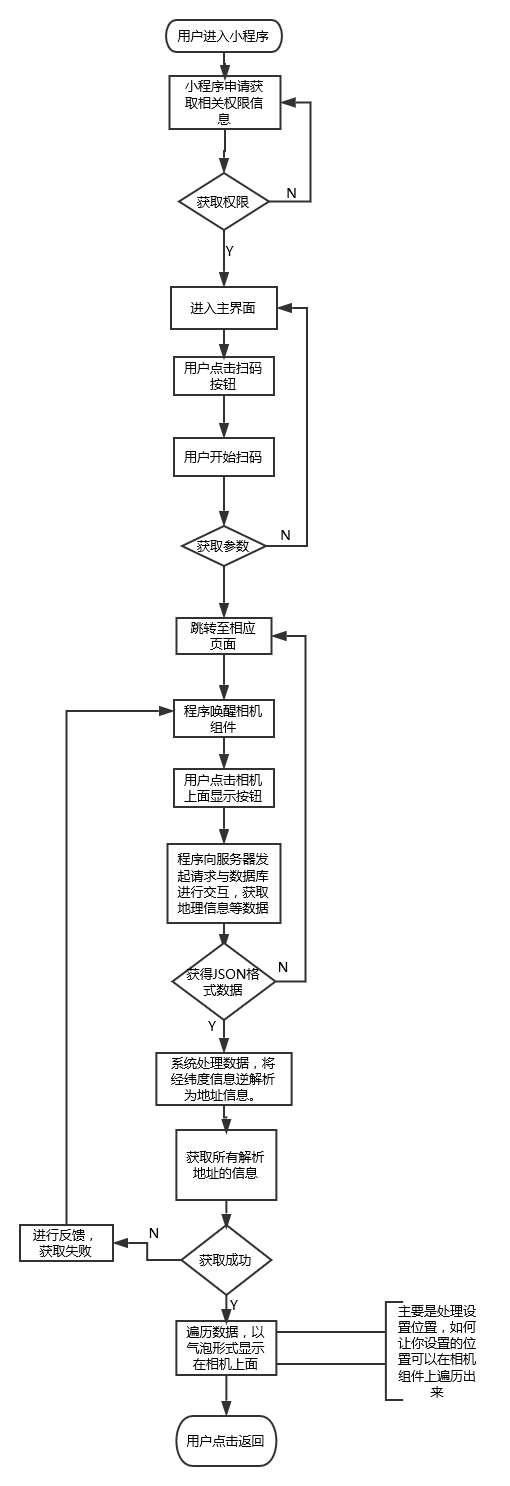 用户进入小程序
小程序申请获
取相关权限信
息
获取权限
N
Y
进入主界面
用户点击扫码
按钮
用户开始扫码
获取参数
N
跳转至相应
页面
程序唤醒相机
组件
用户点击相机
上面显示按钮
程序向服务器发
起请求与数据库
进行交互，获取
地理信息等数据
获得JSON格
式数据
N
Y
系统处理数据，将
经纬度信息逆解析
为地址信息。
获取所有解析
地址的信息
进行反馈，
获取失败
N
获取成功
Y
遍历数据，以
气泡形式显示
在相机上面
主要是处理设
置位置，如何
让你设置的位
置可以在相机
组件上遍历出
来
用户点击返回